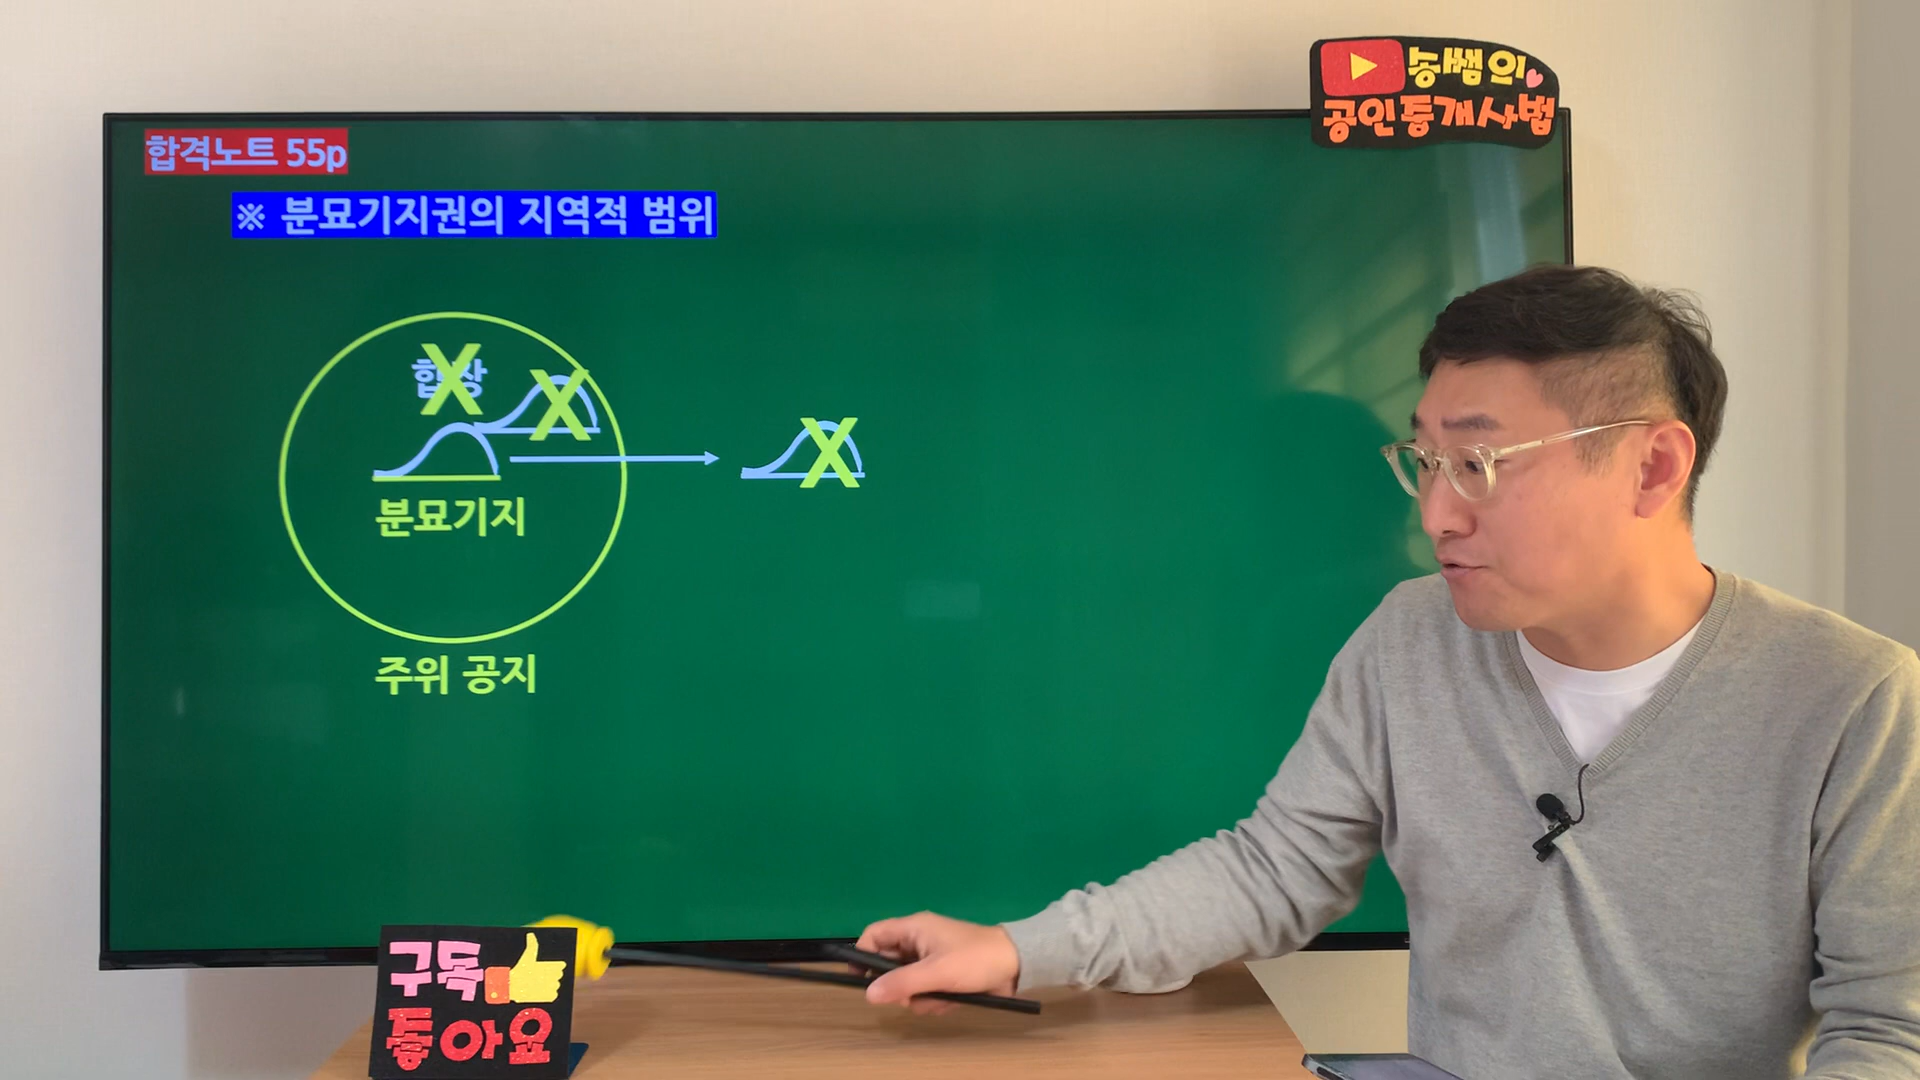 송쌤의
공인중개사법
합격노트 55p
※ 분묘기지권의 지역적 범위
합장
분묘기지
주위 공지
구독
좋아요